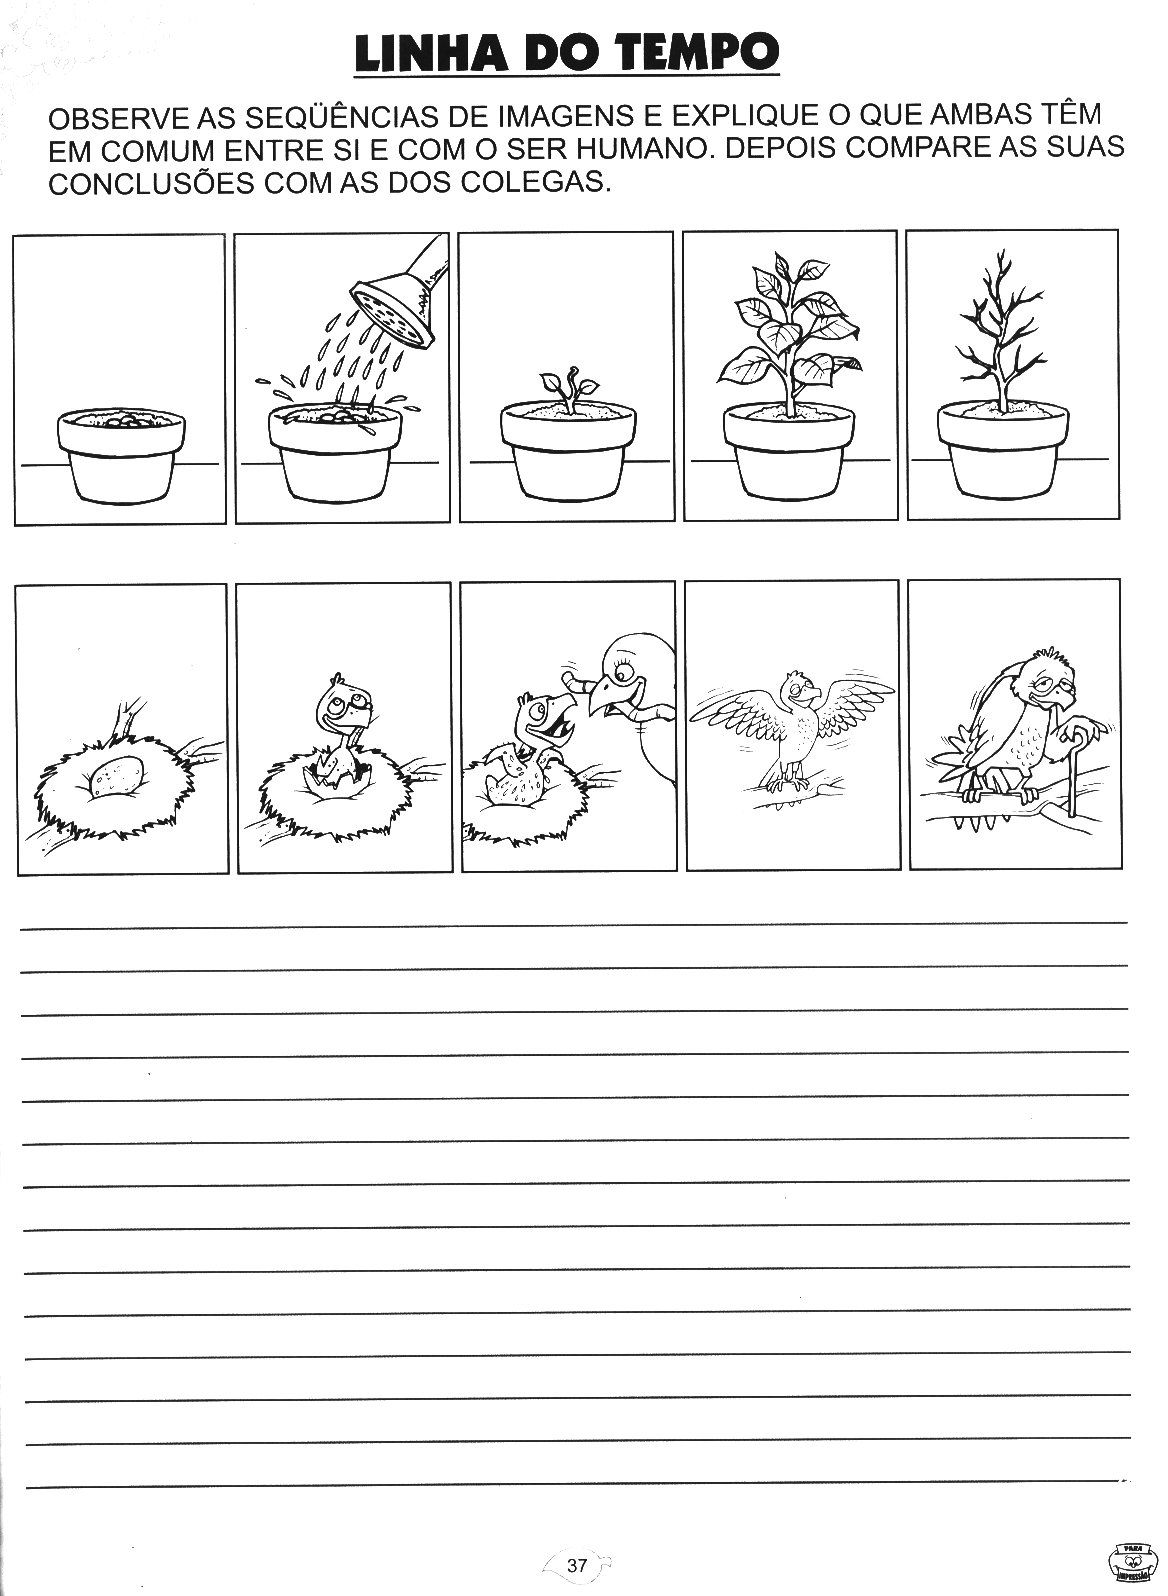 LINHA DO TEMPO
OBSERVE AS SEQÜÊNCIAS DE IMAGENS E EXPLIQUE O QUE AMBAS TÊM
EM COMUM ENTRE SI E COM O SER HUMANO. DEPOIS COMPARE AS SUAS
CONCLUSÕES COM AS DOS COLEGAS.
37
PARA
IMPRESSÃO